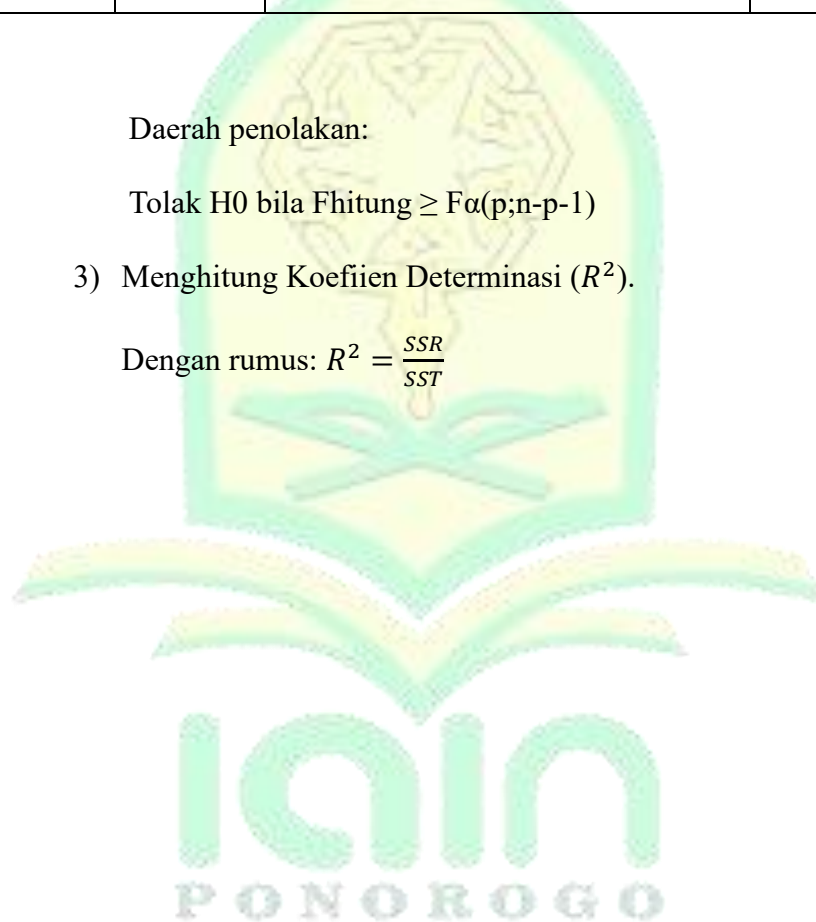 Daerah penolakan:
Tolak H0 bila Fhitung ≥ Fα(p;n-p-1)
3) Menghitung Koefiien Determinasi (𝑅²).
Dengan rumus: 𝑅² = 𝑆𝑆𝑅/𝑆𝑆𝑇
iain
PONOROGO